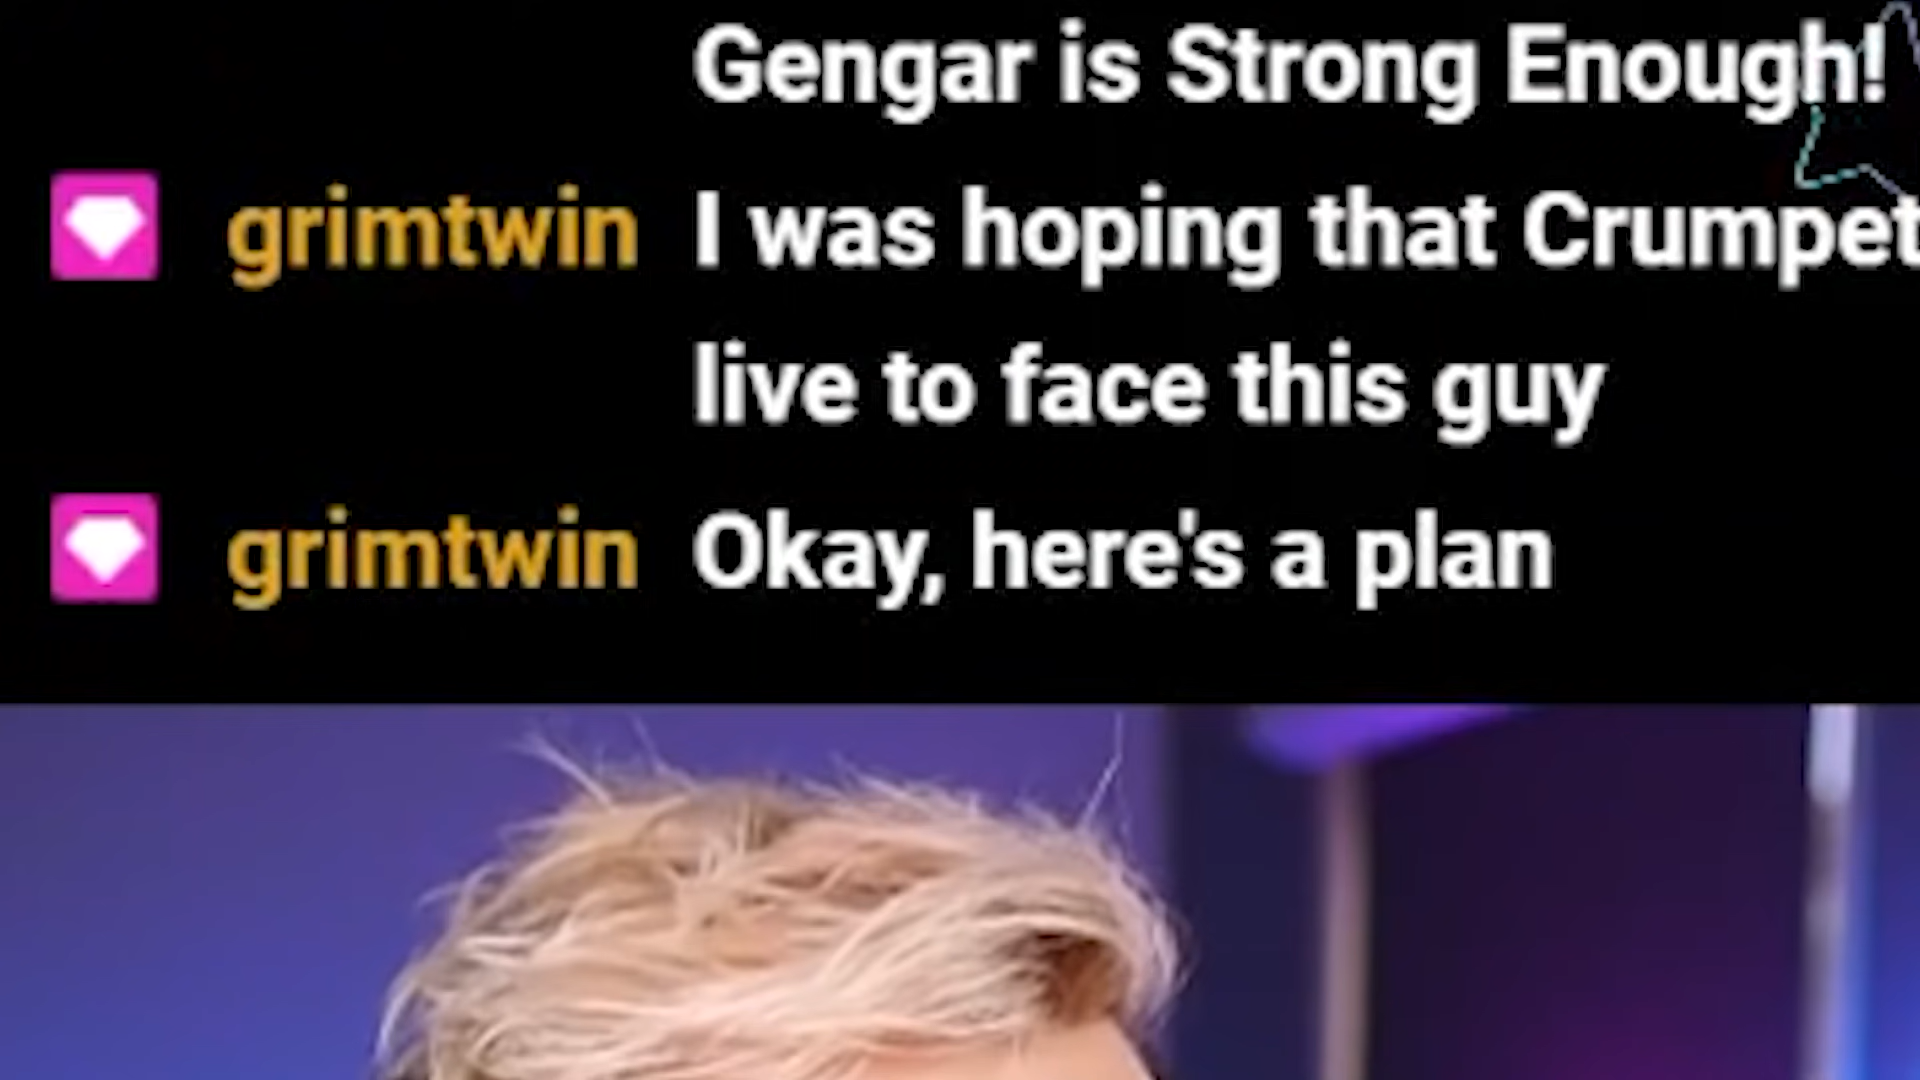 Gengar is Strong Enough!
grimtwin I was hoping that Crumpet
live to face this guy
grimtwin Okay, here's a plan